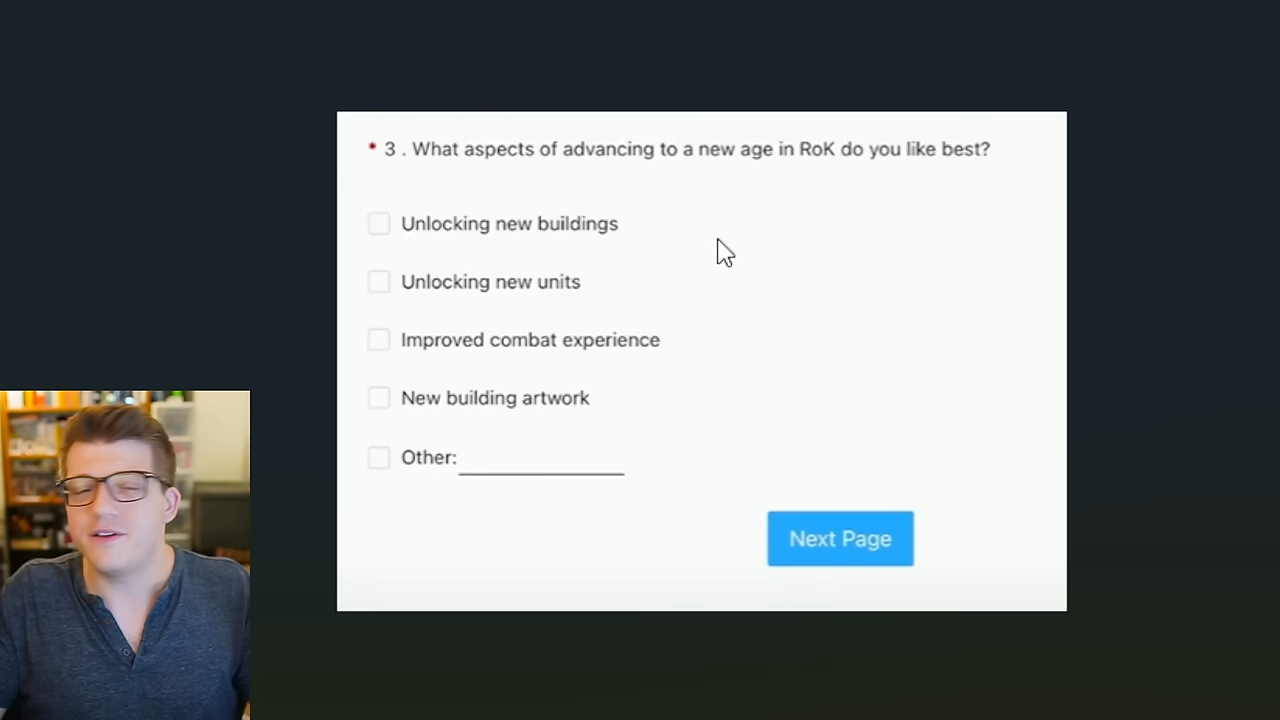 * 3 . What aspects of advancing to a new age in RoK do you like best?
Unlocking new buildings
Unlocking new units
Improved combat experience
New building artwork
Other:
Next Page